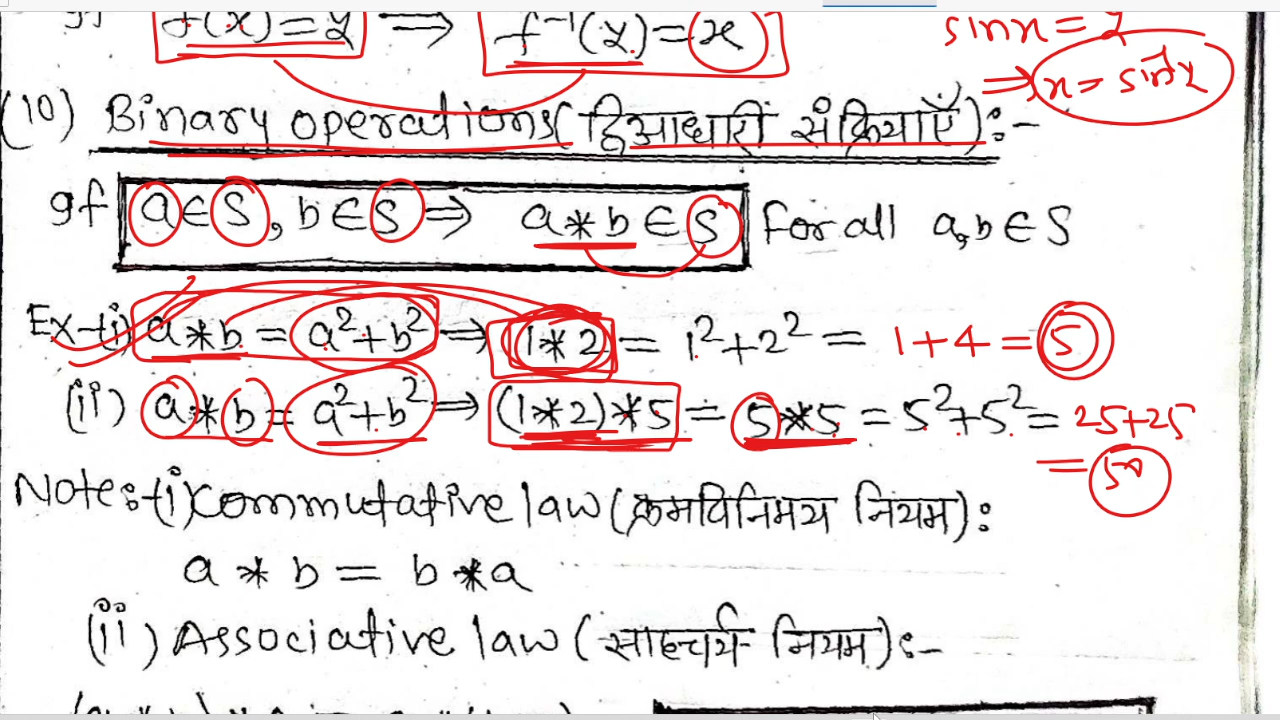 f(x)=y ⟹ f⁻¹(y)=x
sinx=y
⇒ x= sin⁻¹y
(10) Binary operations(द्विआधारी संक्रियाएँ):-
gf a∈S, b∈S ⇒ a*b∈S for all a,b∈S
Ex-(i) a*b = a²+b² ⇒ 1*2 = 1²+2² = 1+4=5
(ii) a*b = a²+b² ⇒ (1*2)*5 = 5*5 = 5²+5² = 25+25
= 50
Note:-(i)Commutative law (क्रमविनिमय नियम):
a * b = b *a
(ii) Associative law (साहचर्य नियम):-